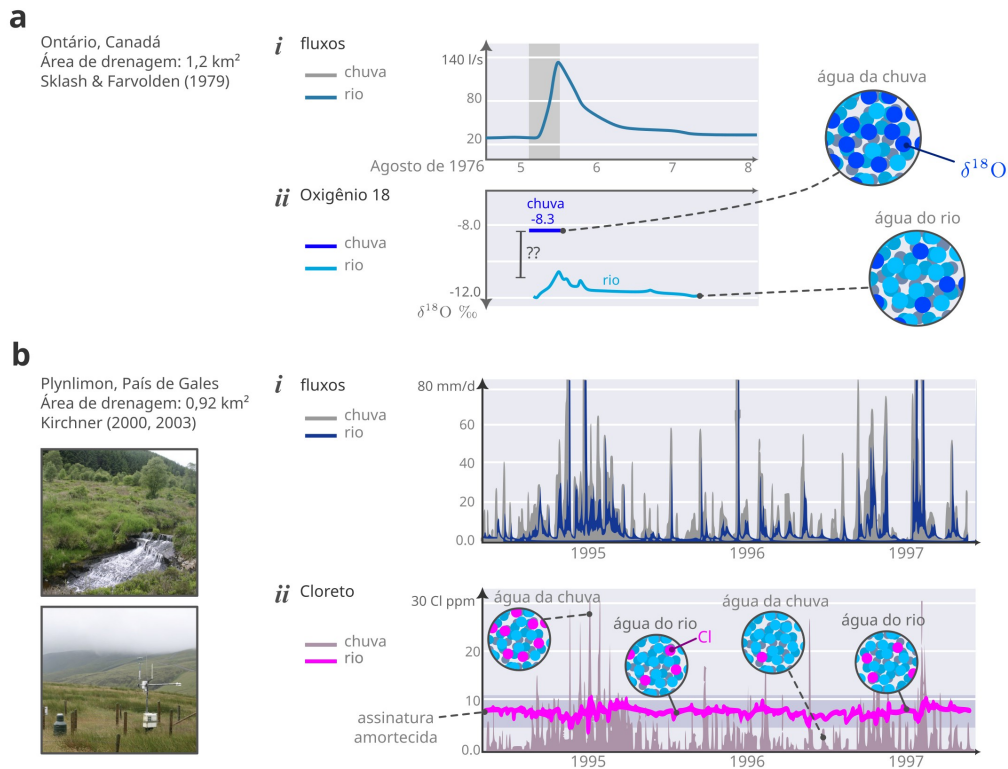 a
Ontário, Canadá
Área de drenagem: 1,2 km²
Sklash & Farvolden (1979)
i fluxos
chuva
rio
140 l/s
80
20
Agosto de 1976 5 6 7 8
água da chuva
δ¹⁸O
ii Oxigênio 18
chuva
rio
chuva
-8.3
-8.0
??
rio
-12.0
δ¹⁸O ‰
água do rio
b
Plynlimon, País de Gales
Área de drenagem: 0,92 km²
Kirchner (2000, 2003)
i fluxos
chuva
rio
80 mm/d
60
40
20
0.0
1995 1996 1997
ii Cloreto
chuva
rio
30 Cl ppm
20
10
0.0
água da chuva
água do rio
Cl
água da chuva
água do rio
assinatura
amortecida
1995 1996 1997